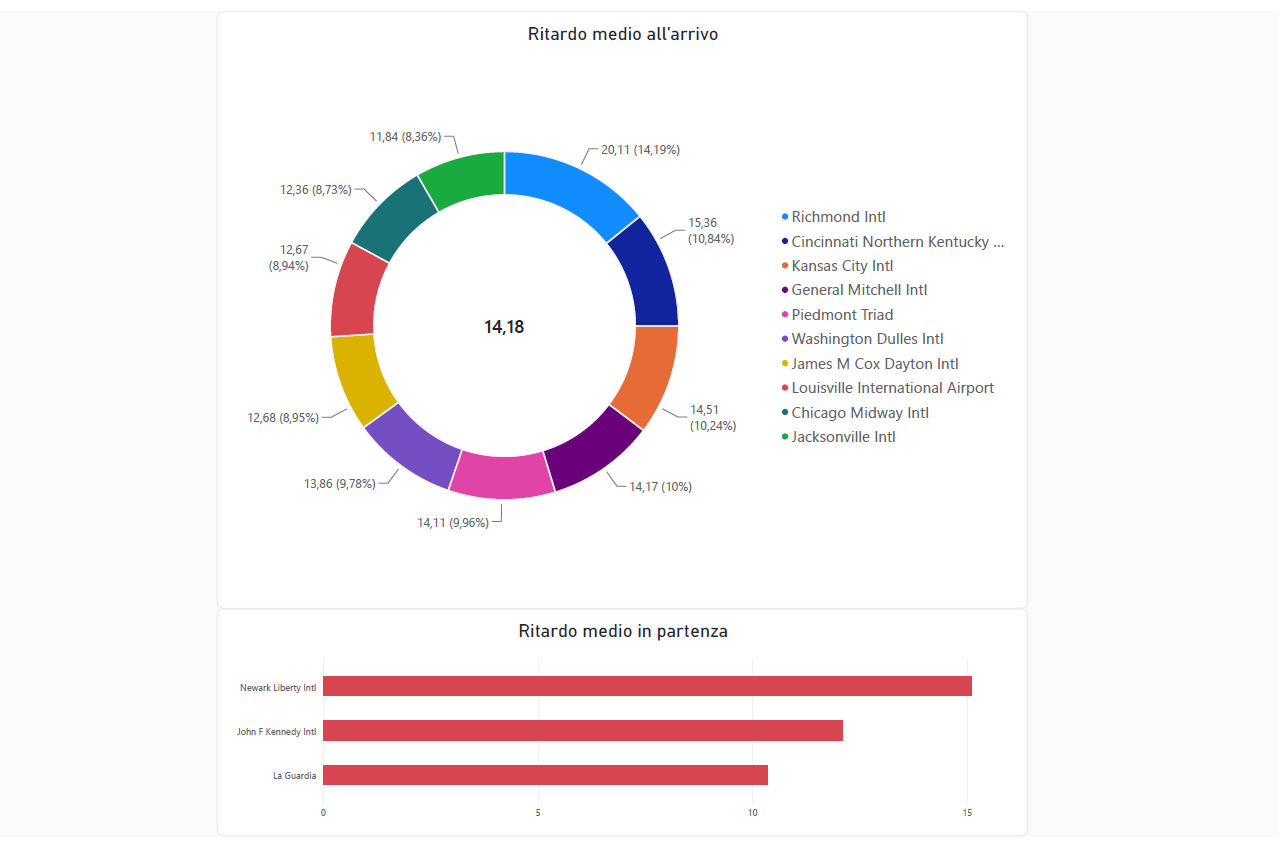 Ritardo medio all'arrivo
11,84 (8,36%)
20,11 (14,19%)
12,36 (8,73%)
15,36
(10,84%)
12,67
(8,94%)
14,18
14,51
(10,24%)
12,68 (8,95%)
13,86 (9,78%)
14,17 (10%)
14,11 (9,96%)
Richmond Intl
Cincinnati Northern Kentucky ...
Kansas City Intl
General Mitchell Intl
Piedmont Triad
Washington Dulles Intl
James M Cox Dayton Intl
Louisville International Airport
Chicago Midway Intl
Jacksonville Intl
Ritardo medio in partenza
Newark Liberty Intl
John F Kennedy Intl
La Guardia
0 5 10 15